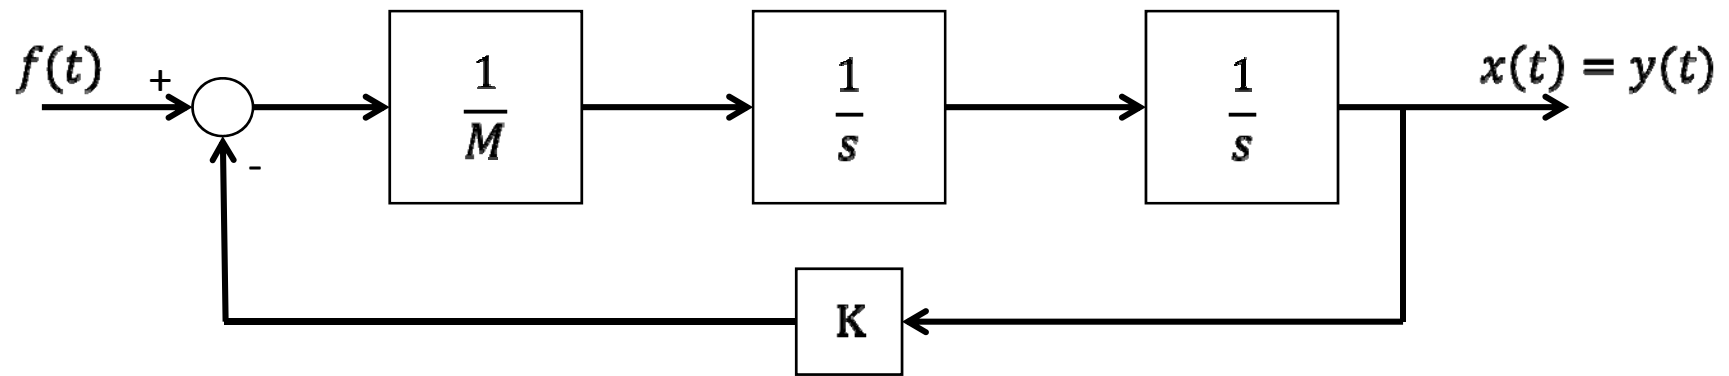 f(t)
+
1
M
1
s
1
s
x(t) = y(t)
-
K